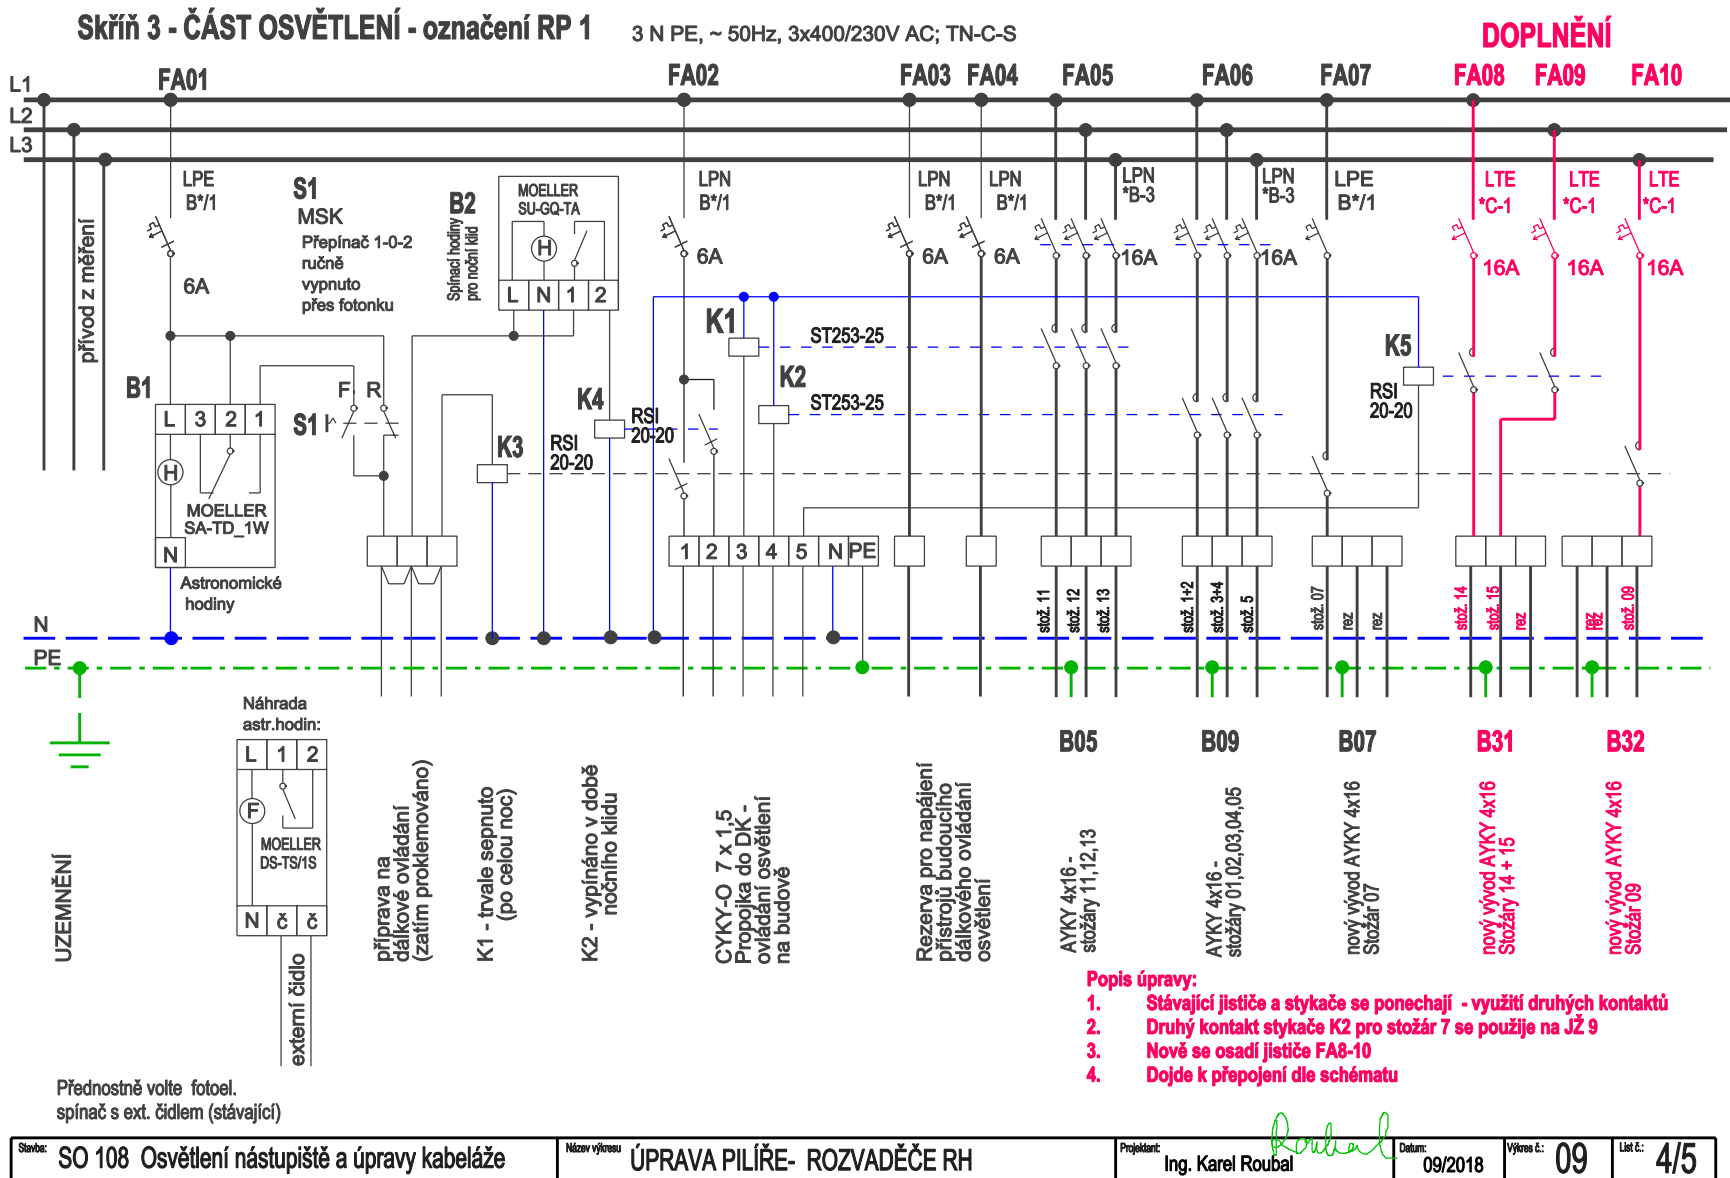 Skříň 3 - ČÁST OSVĚTLENÍ - označení RP 1
3 N PE, ~ 50Hz, 3x400/230V AC; TN-C-S
DOPLNĚNÍ
FA01
FA02
FA03
FA04
FA05
FA06
FA07
FA08
FA09
FA10
L1
L2
L3
přívod z měření
LPE
B*/1
6A
S1
MSK
Přepínač 1-0-2
ručně
vypnuto
přes fotonku
B2
Spínací hodiny
pro noční klid
MOELLER
SU-GQ-TA
H
L N 1 2
LPN
B*/1
6A
LPN
B*/1
6A
LPN
B*/1
6A
LPN
*B-3
16A
LPN
*B-3
16A
LPE
B*/1
LTE
*C-1
16A
LTE
*C-1
16A
LTE
*C-1
16A
K1
ST253-25
K2
ST253-25
K5
RSI
20-20
B1
L 3 2 1
H
MOELLER
SA-TD_1W
N
Astronomické
hodiny
F R
S1
K3
RSI
20-20
K4
RSI
20-20
1 2 3 4 5 N PE
stož. 11
stož. 12
stož. 13
stož. 1+2
stož. 3+4
stož. 5
stož. 07
rez
rez
stož. 14
stož. 15
rez
rez
rez
stož. 09
N
PE
UZEMNĚNÍ
Náhrada
astr.hodin:
L 1 2
F
MOELLER
DS-TS/1S
N č č
externí čidlo
příprava na
dálkové ovládání
(zatím proklemováno)
K1 - trvale sepnuto
(po celou noc)
K2 - vypínáno v době
nočního klidu
CYKY-O 7 x 1,5
Propojka do DK -
ovládání osvětlení
na budově
Rezerva pro napájení
přístrojů budoucího
dálkového ovládání
osvětlení
B05
AYKY 4x16 -
stožáry 11,12,13
B09
AYKY 4x16 -
stožáry 01,02,03,04,05
B07
nový vývod AYKY 4x16
Stožár 07
B31
nový vývod AYKY 4x16
Stožáry 14 + 15
B32
nový vývod AYKY 4x16
Stožár 09
Popis úpravy:
1. Stávající jističe a stykače se ponechají - využití druhých kontaktů
2. Druhý kontakt stykače K2 pro stožár 7 se použije na JŽ 9
3. Nově se osadí jističe FA8-10
4. Dojde k přepojení dle schématu
Přednostně volte fotoel.
spínač s ext. čidlem (stávající)
Stavba: SO 108 Osvětlení nástupiště a úpravy kabeláže
Název výkresu ÚPRAVA PILÍŘE- ROZVADĚČE RH
Projektant: Ing. Karel Roubal
Roubal
Datum: 09/2018
Výkres č.: 09
List č.: 4/5